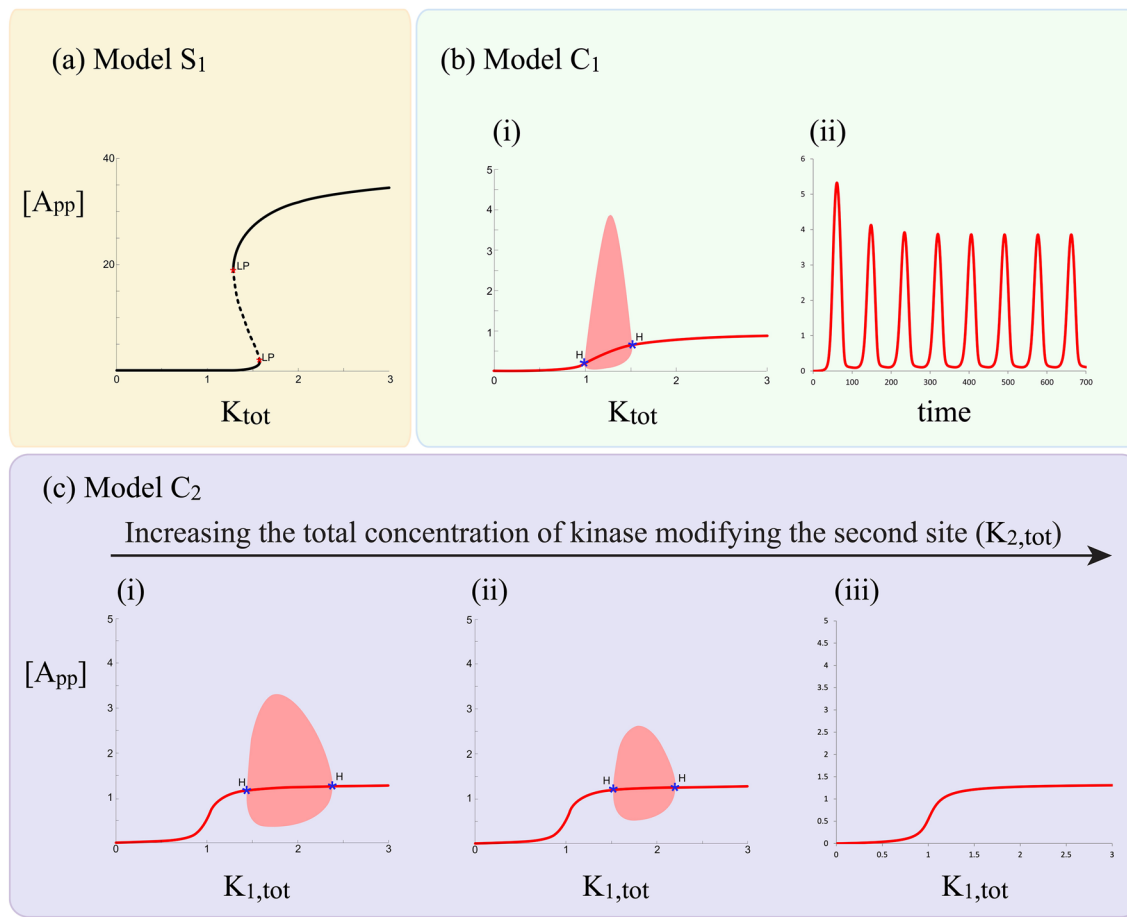 (a) Model S1
[App]
40
20
LP
LP
0
1
2
3
Ktot
(b) Model C1
(i)
5
4
3
2
1
H
H
0
1
2
3
Ktot
(ii)
6
5
4
3
2
1
0
0
100
200
300
400
500
600
700
time
(c) Model C2
Increasing the total concentration of kinase modifying the second site (K2,tot)
(i)
[App]
5
4
3
2
1
H
H
0
1
2
3
K1,tot
(ii)
5
4
3
2
1
H
H
0
1
2
3
K1,tot
(iii)
5
4.5
4
3.5
3
2.5
2
1.5
1
0.5
0
0
0.5
1
1.5
2
2.5
3
K1,tot